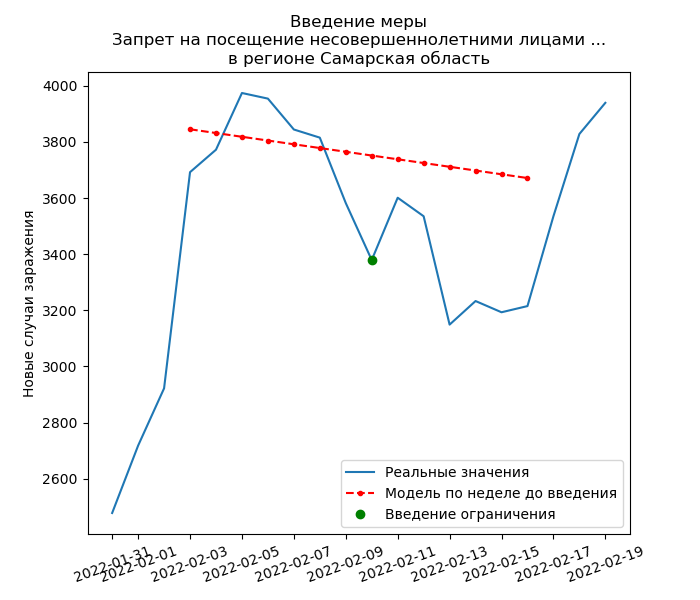 Введение меры
Запрет на посещение несовершеннолетними лицами ...
в регионе Самарская область
Новые случаи заражения
4000
3800
3600
3400
3200
3000
2800
2600
Реальные значения
Модель по неделе до введения
Введение ограничения
2022-01-31
2022-02-01
2022-02-03
2022-02-05
2022-02-07
2022-02-09
2022-02-11
2022-02-13
2022-02-15
2022-02-17
2022-02-19